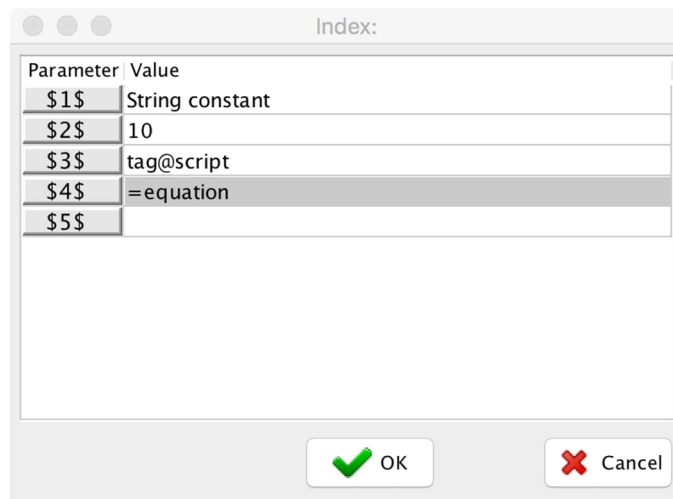 Index:
Parameter Value
$1$ String constant
$2$ 10
$3$ tag@script
$4$ =equation
$5$
OK Cancel